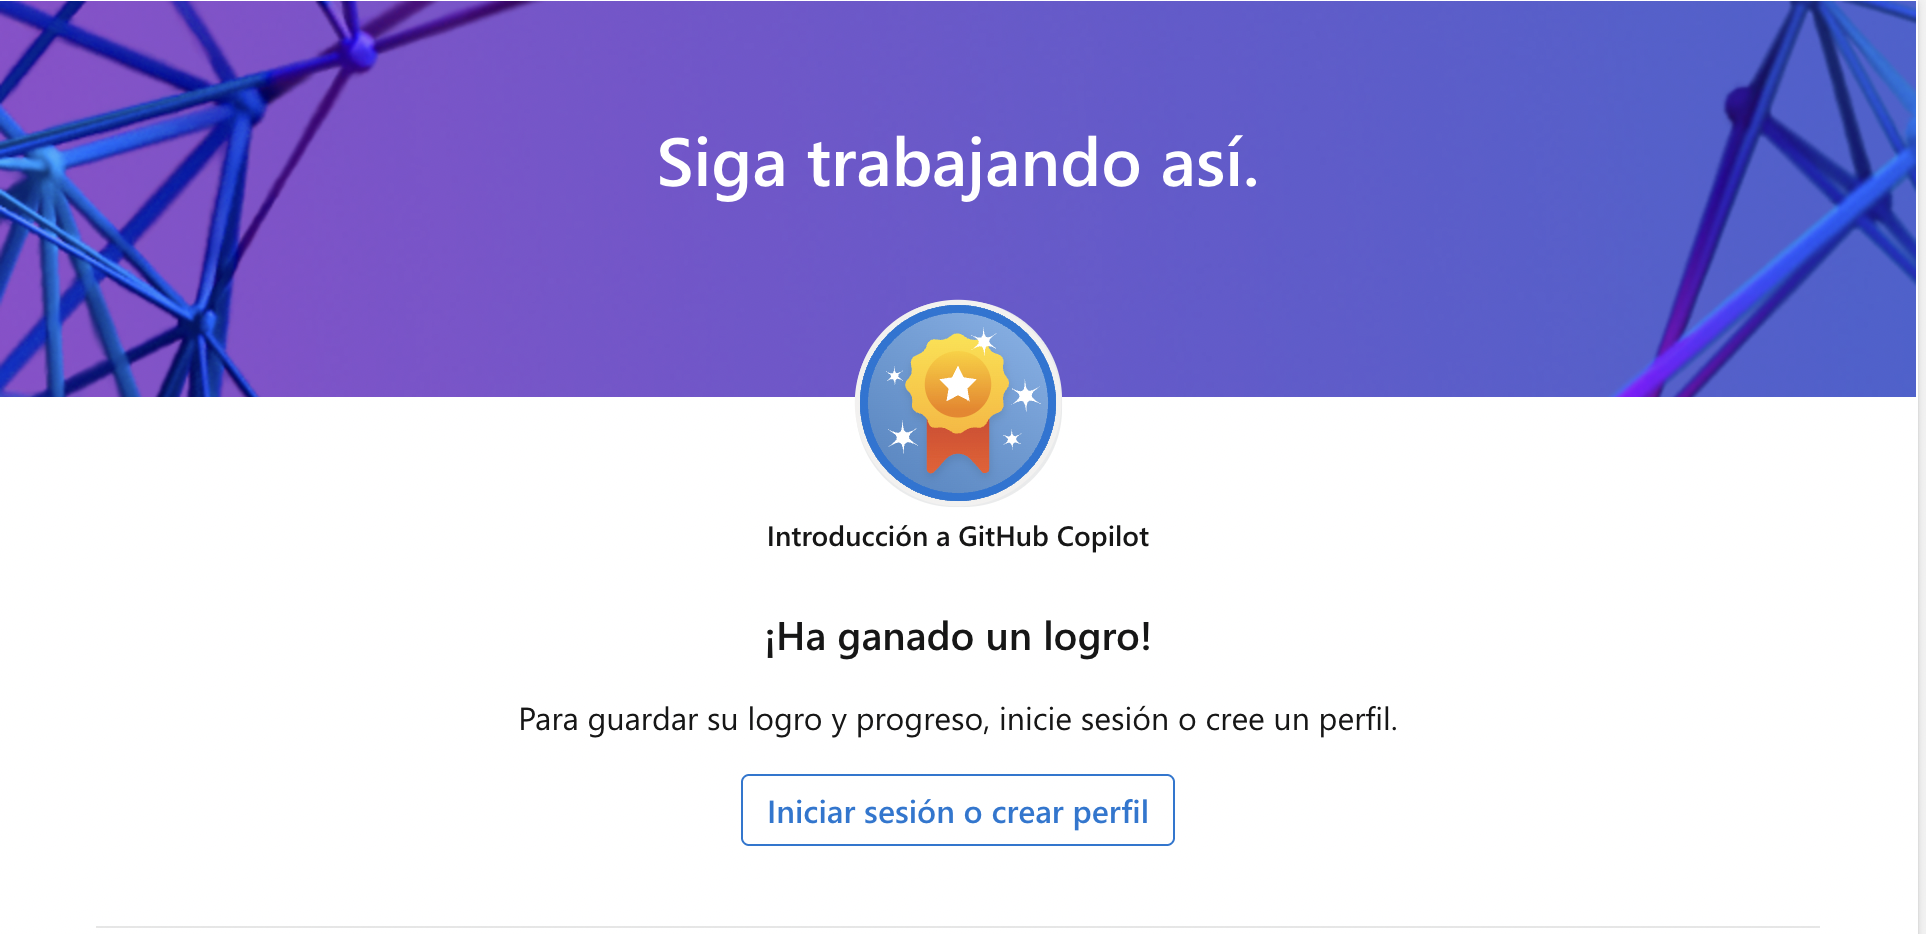 Siga trabajando así.
Introducción a GitHub Copilot
¡Ha ganado un logro!
Para guardar su logro y progreso, inicie sesión o cree un perfil.
Iniciar sesión o crear perfil